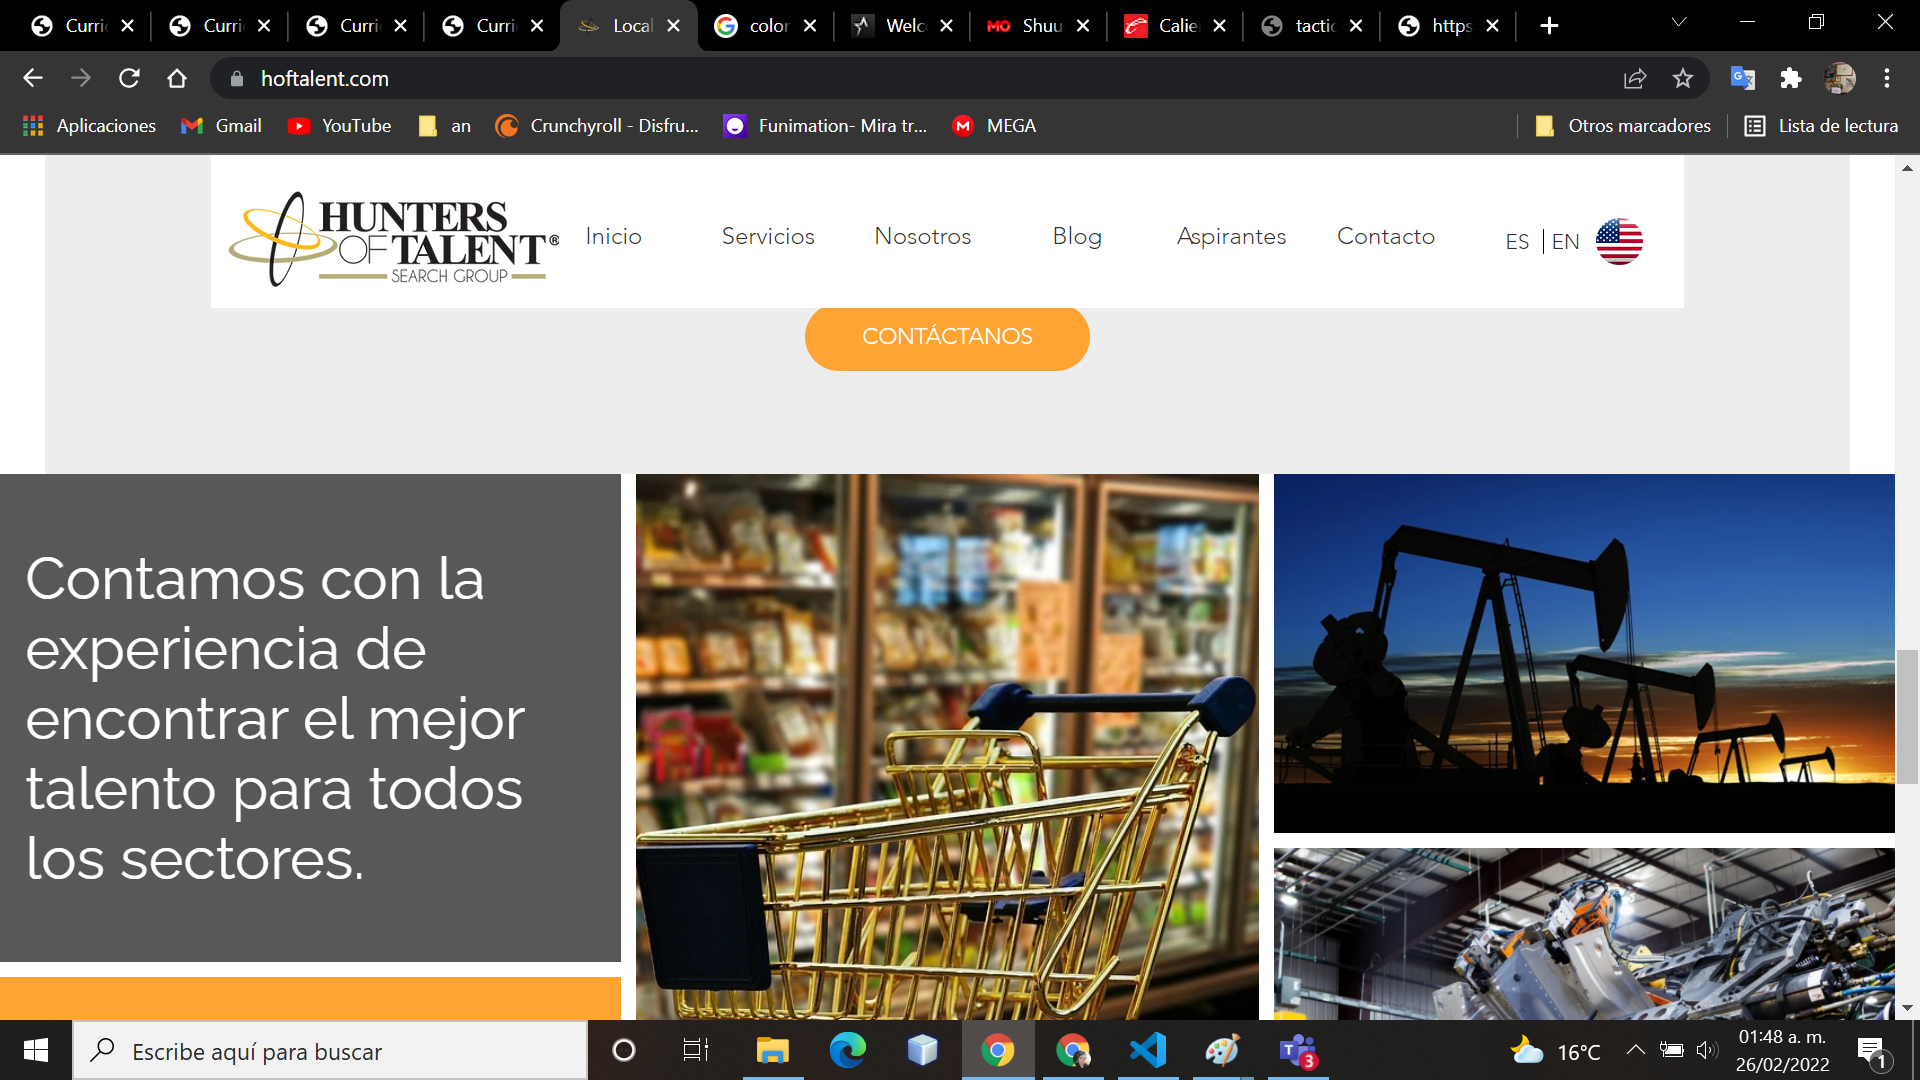 Curri
Curri
Curri
Curri
Local
color
Welc
Shuu
Calie
tactic
https
hoftalent.com
Aplicaciones
Gmail
YouTube
an
Crunchyroll - Disfru...
Funimation- Mira tr...
MEGA
Otros marcadores
Lista de lectura
HUNTERS
OF TALENT®
SEARCH GROUP
Inicio
Servicios
Nosotros
Blog
Aspirantes
Contacto
ES | EN
CONTÁCTANOS
Contamos con la
experiencia de
encontrar el mejor
talento para todos
los sectores.
Escribe aquí para buscar
3
16°C
01:48 a. m.
26/02/2022
1